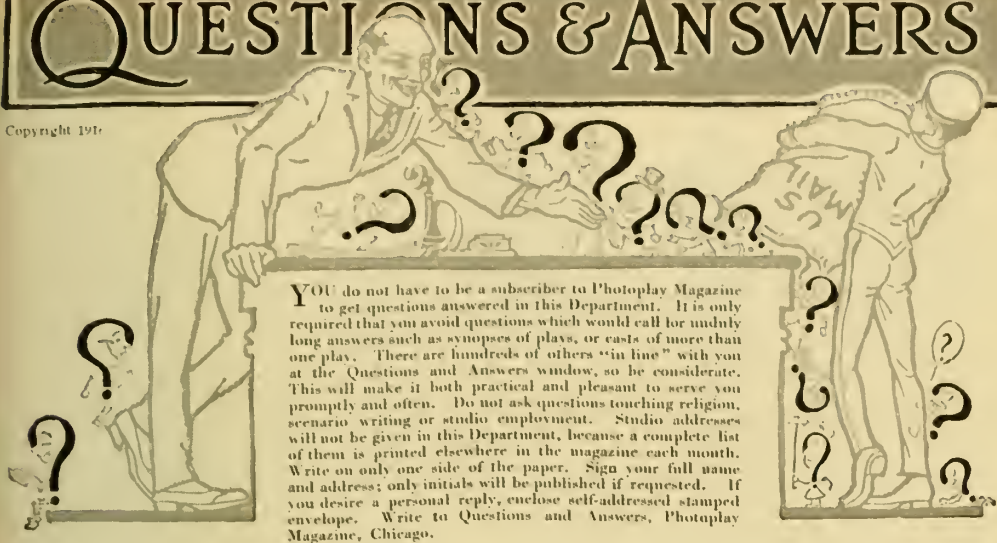 QUESTIONS & ANSWERS
Copyright 191
MAIL
YOU do not have to be a subscriber to Photoplay Magazine
to get questions answered in this Department. It is only
required that you avoid questions which would call for unduly
long answers such as synopses of plays, or casts of more than
one play. There are hundreds of others "in line" with you
at the Questions and Answers window, so be considerate.
This will make it both practical and pleasant to serve you
promptly and often. Do not ask questions touching religion,
scenario writing or studio employment. Studio addresses
will not be given in this Department, because a complete list
of them is printed elsewhere in the magazine each month.
Write on only one side of the paper. Sign your full name
and address; only initials will be published if requested. If
you desire a personal reply, enclose self-addressed stamped
envelope. Write to Questions and Answers, Photoplay
Magazine, Chicago.